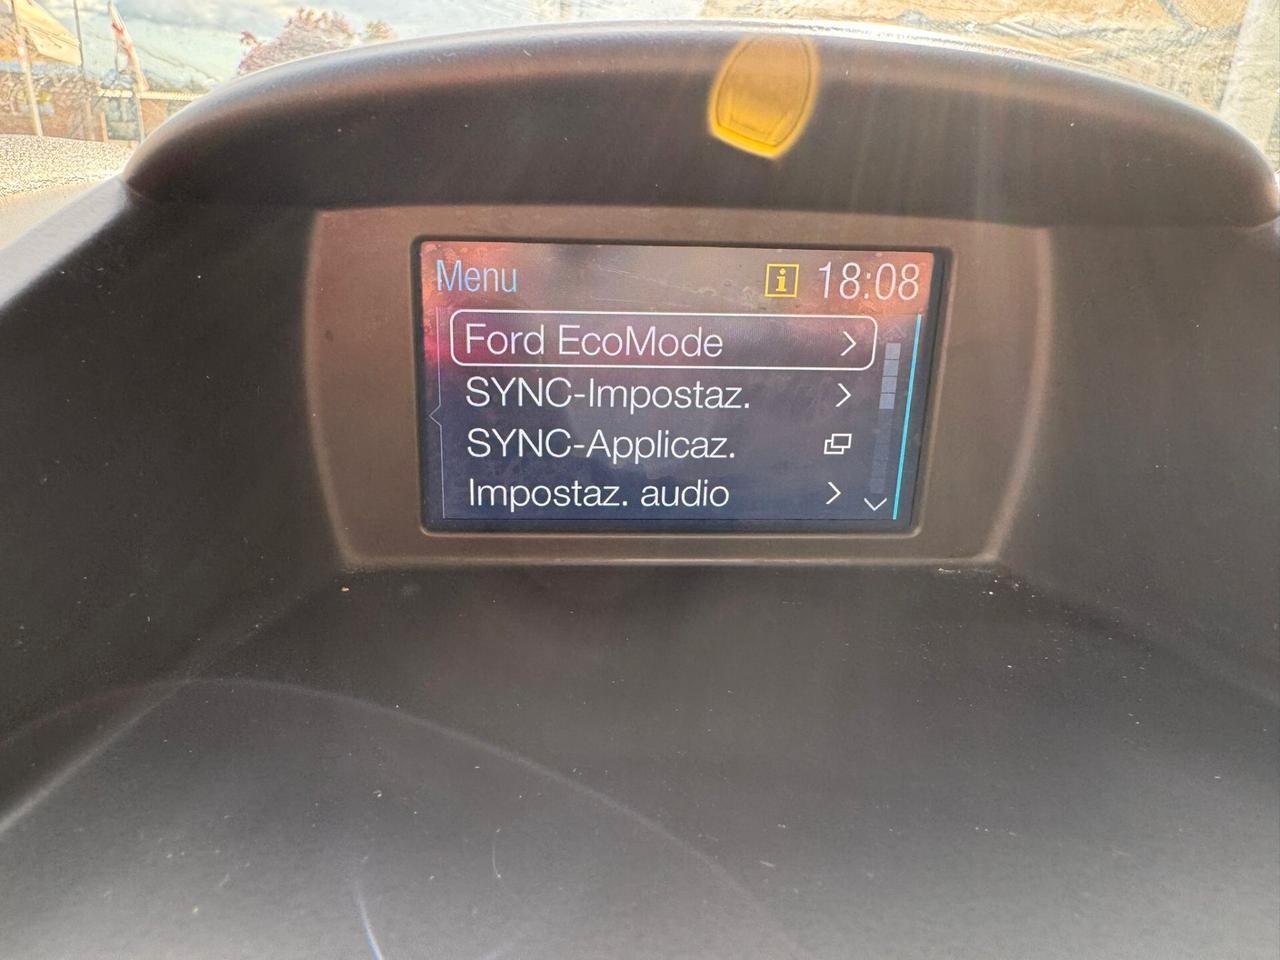 Menu
i 18:08
Ford EcoMode
SYNC-Impostaz.
SYNC-Applicaz.
Impostaz. audio